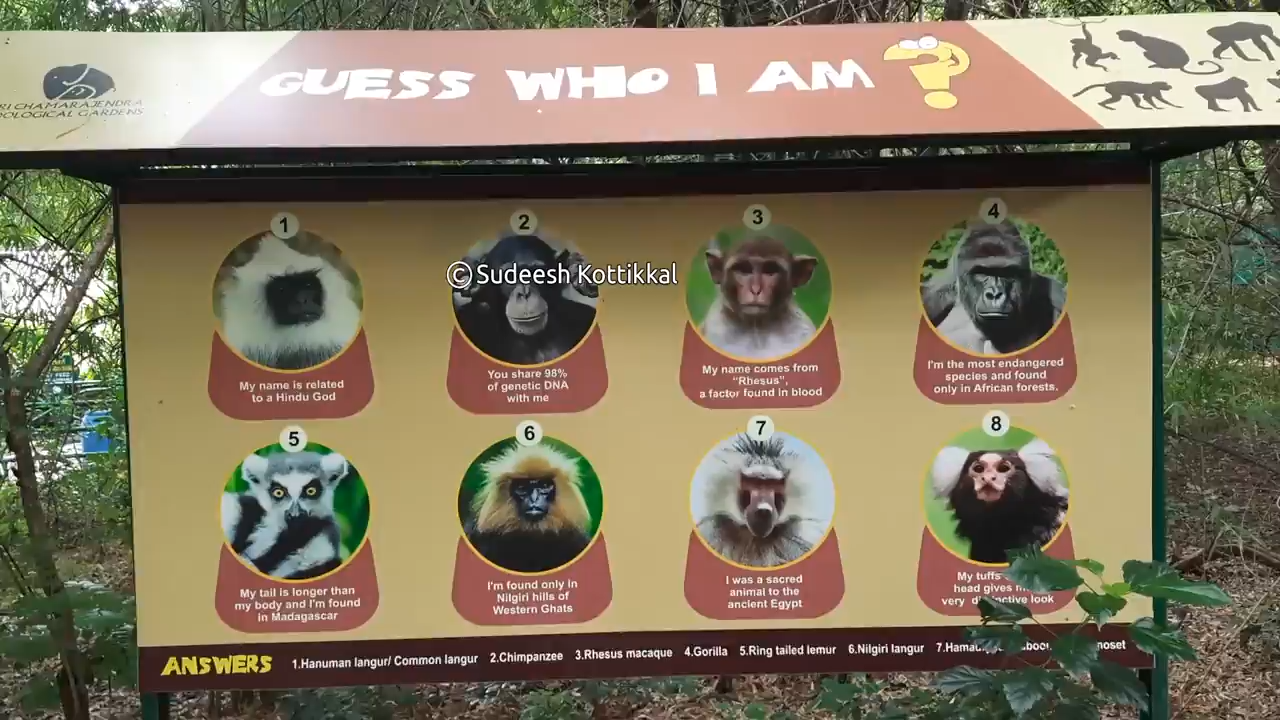 GUESS WHO I AM ?
RI CHAMARAJENDRA
OOLOGICAL GARDENS
1
2
3
4
© Sudeesh Kottikkal
My name is related
to a Hindu God
You share 98%
of genetic DNA
with me
My name comes from
“Rhesus”,
a factor found in blood
I'm the most endangered
species and found
only in African forests.
5
6
7
8
My tail is longer than
my body and I'm found
in Madagascar
I'm found only in
Nilgiri hills of
Western Ghats
I was a sacred
animal to the
ancient Egypt
My tufts
head gives
very look
ANSWERS 1.Hanuman langur/ Common langur 2.Chimpanzee 3.Rhesus macaque 4.Gorilla 5.Ring tailed lemur 6.Nilgiri langur